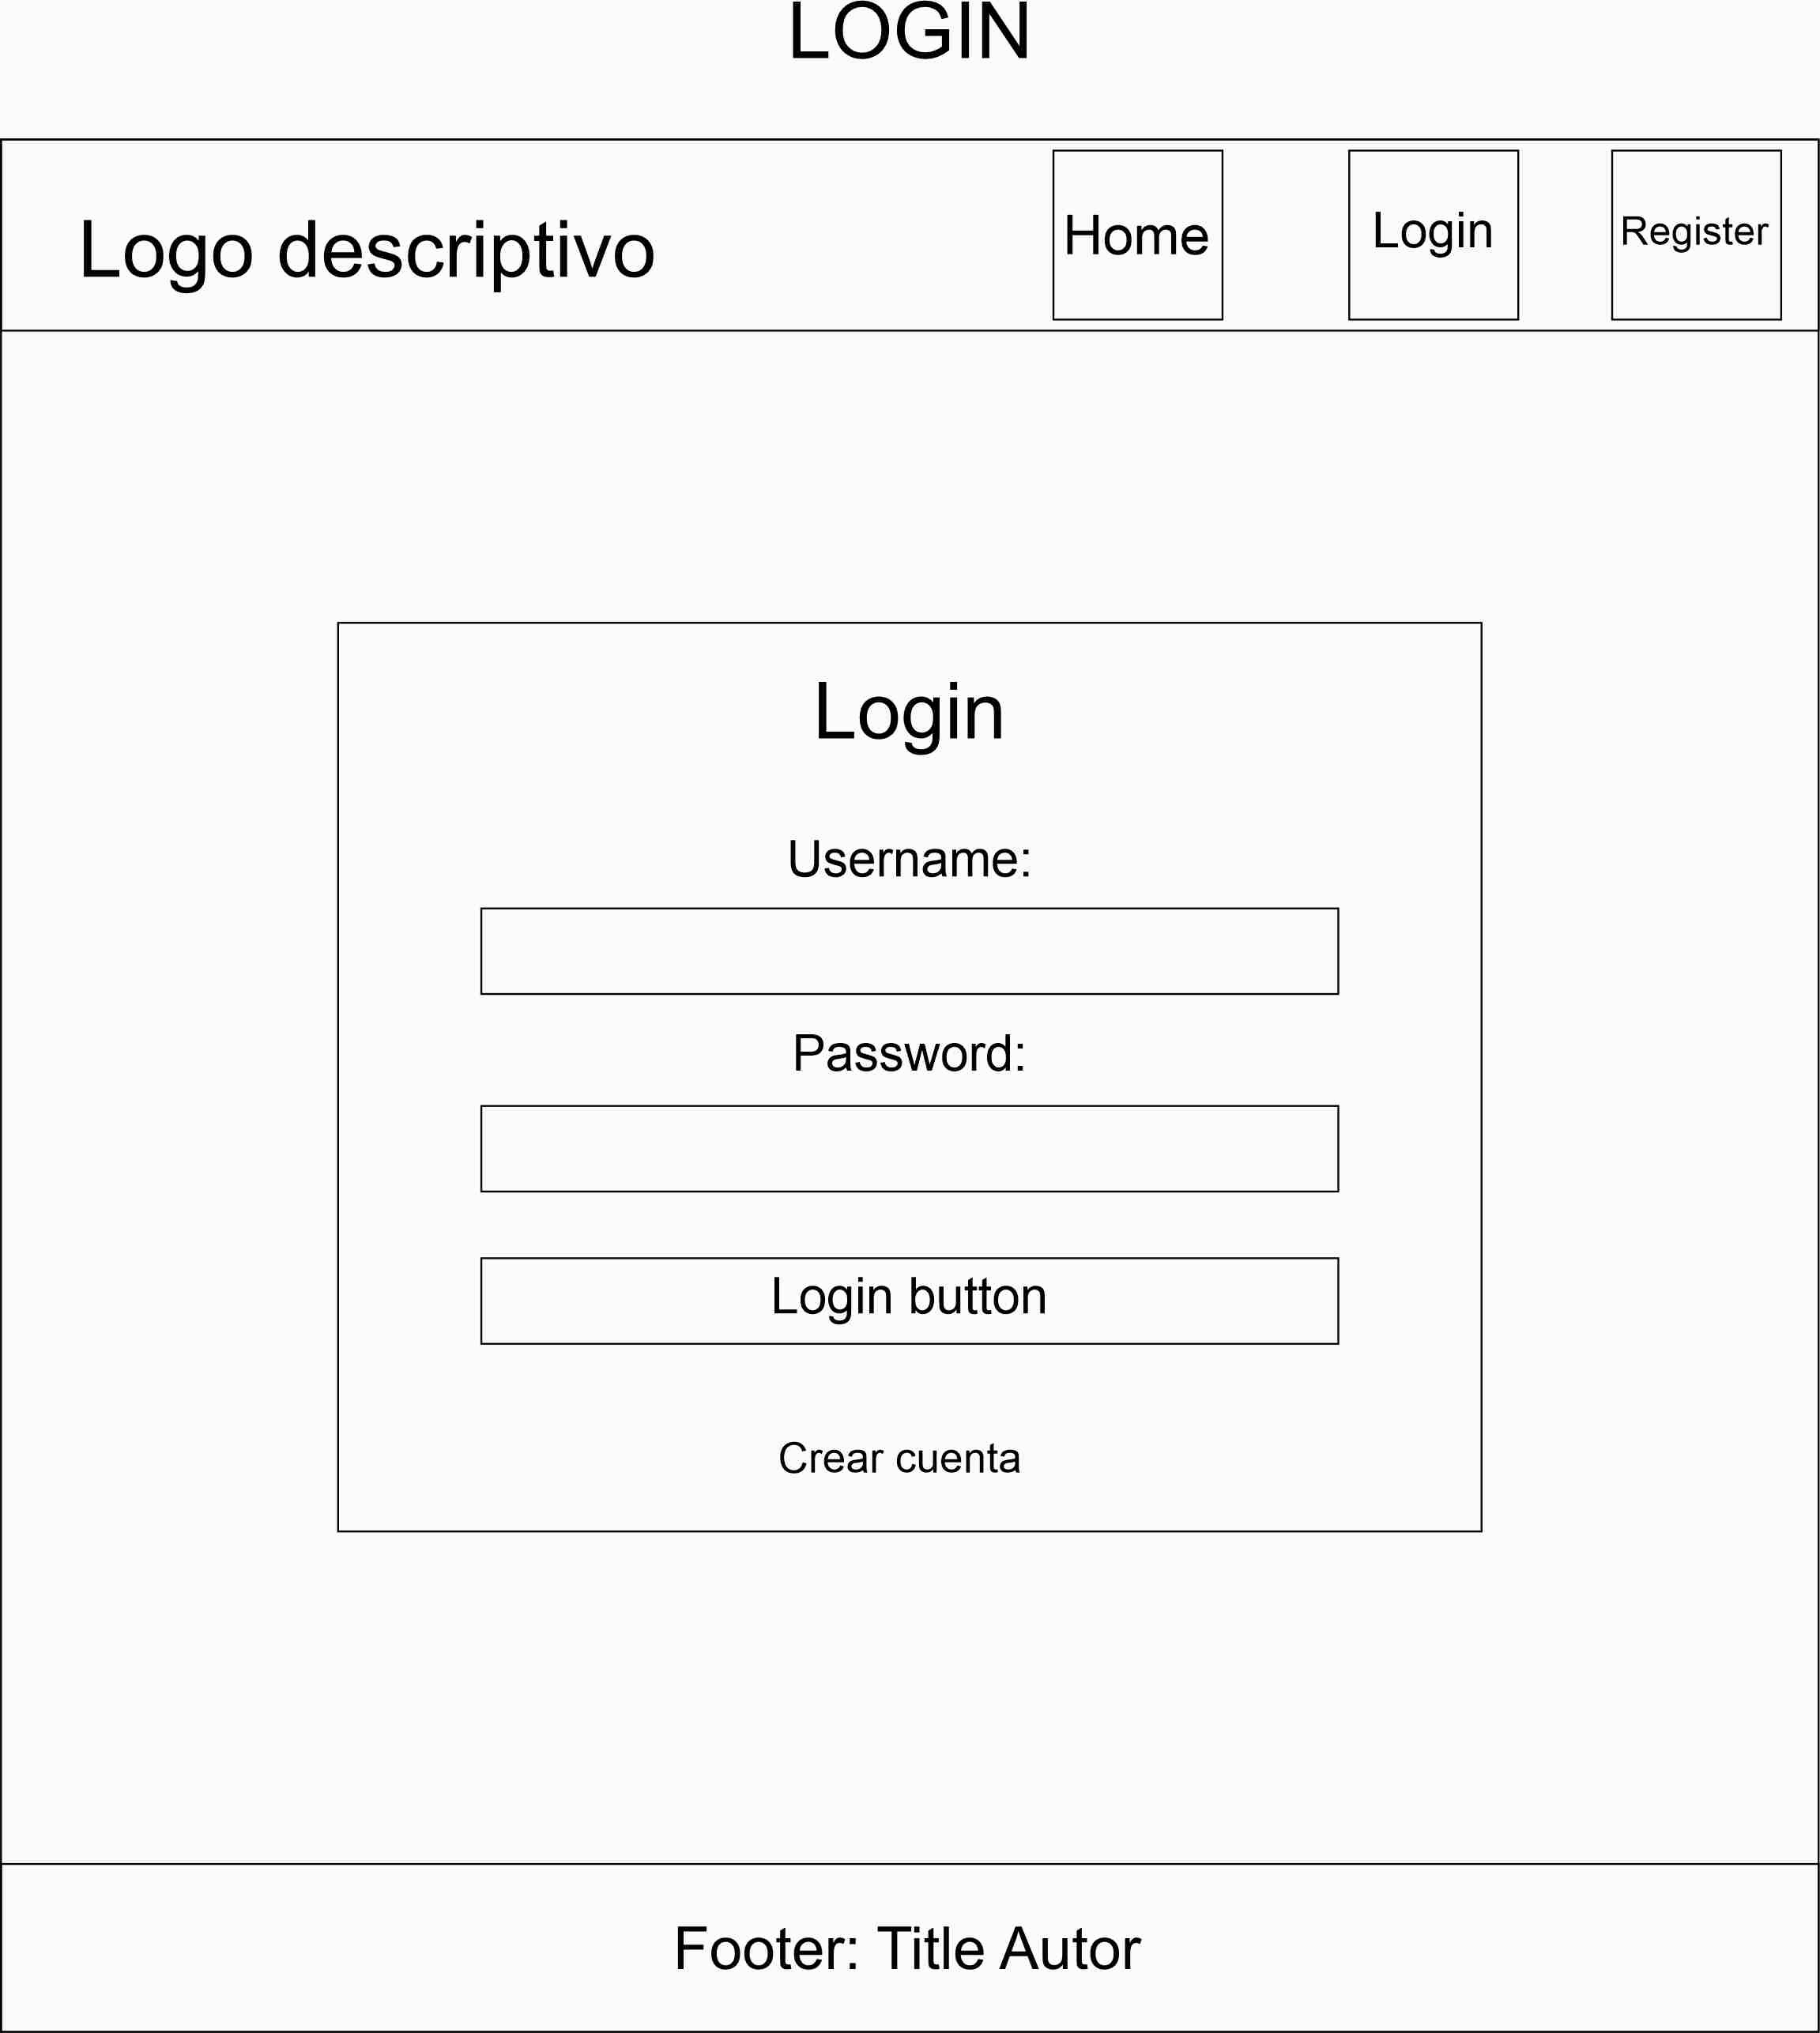 LOGIN
Logo descriptivo
Home
Login
Register
Login
Username:
Password:
Login button
Crear cuenta
Footer: Title Autor